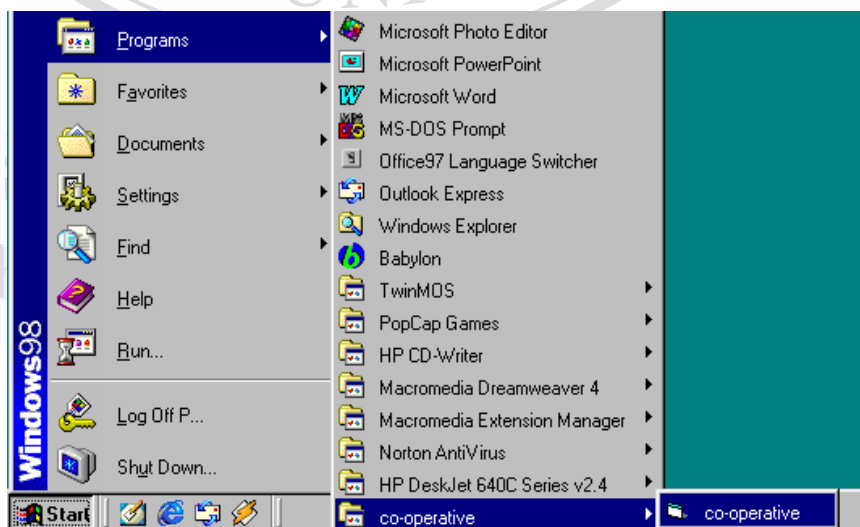 Programs
Favorites
Documents
Settings
Find
Help
Run...
Log Off P...
Shut Down...
Windows98
Start
Microsoft Photo Editor
Microsoft PowerPoint
Microsoft Word
MS-DOS Prompt
Office97 Language Switcher
Outlook Express
Windows Explorer
Babylon
TwinMOS
PopCap Games
HP CD-Writer
Macromedia Dreamweaver 4
Macromedia Extension Manager
Norton AntiVirus
HP DeskJet 640C Series v2.4
co-operative
co-operative